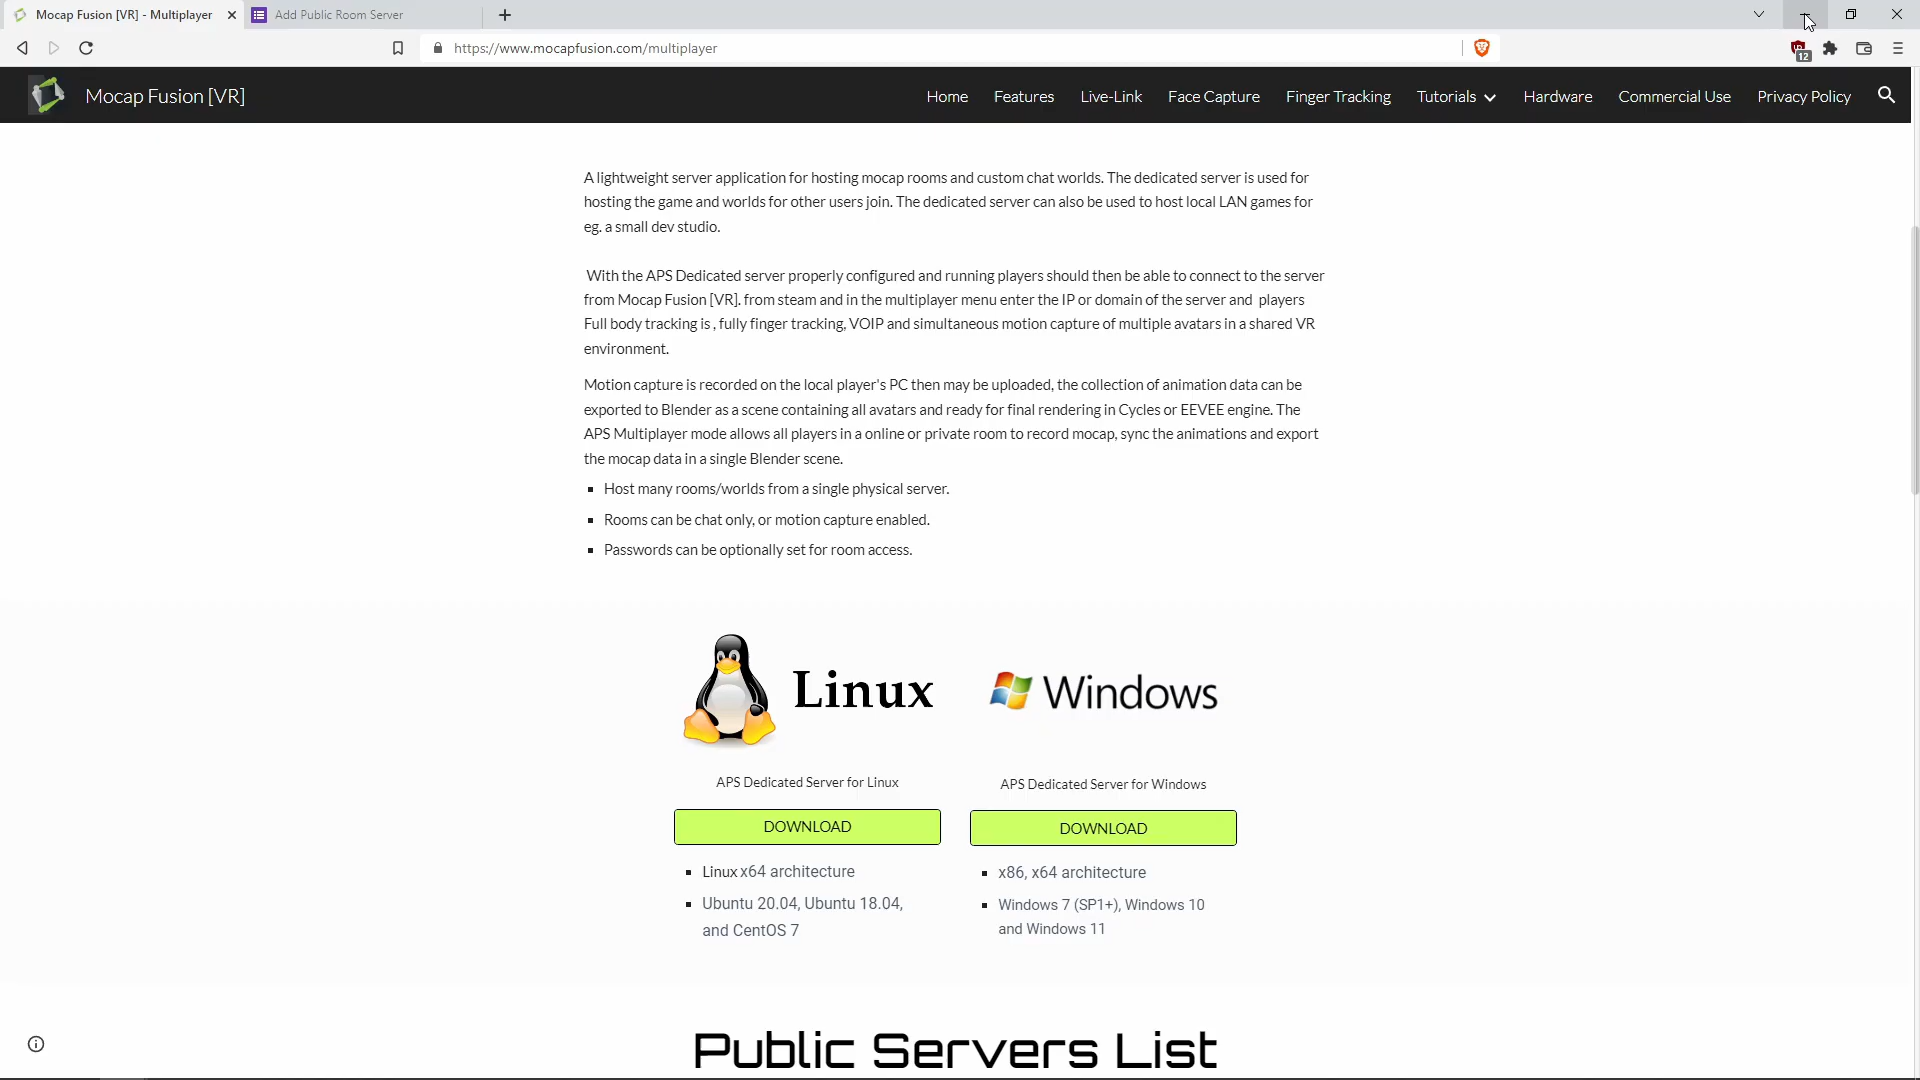 Mocap Fusion [VR] - Multiplayer
Add Public Room Server
https://www.mocapfusion.com/multiplayer
12
Mocap Fusion [VR]
Home
Features
Live-Link
Face Capture
Finger Tracking
Tutorials
Hardware
Commercial Use
Privacy Policy
A lightweight server application for hosting mocap rooms and custom chat worlds. The dedicated server is used for
hosting the game and worlds for other users join. The dedicated server can also be used to host local LAN games for
eg. a small dev studio.
With the APS Dedicated server properly configured and running players should then be able to connect to the server
from Mocap Fusion [VR]. from steam and in the multiplayer menu enter the IP or domain of the server and players
Full body tracking is , fully finger tracking, VOIP and simultaneous motion capture of multiple avatars in a shared VR
environment.
Motion capture is recorded on the local player's PC then may be uploaded, the collection of animation data can be
exported to Blender as a scene containing all avatars and ready for final rendering in Cycles or EEVEE engine. The
APS Multiplayer mode allows all players in a online or private room to record mocap, sync the animations and export
the mocap data in a single Blender scene.
Host many rooms/worlds from a single physical server.
Rooms can be chat only, or motion capture enabled.
Passwords can be optionally set for room access.
Linux
Windows
APS Dedicated Server for Linux
APS Dedicated Server for Windows
DOWNLOAD
DOWNLOAD
Linux x64 architecture
Ubuntu 20.04, Ubuntu 18.04,
and CentOS 7
x86, x64 architecture
Windows 7 (SP1+), Windows 10
and Windows 11
Public Servers List